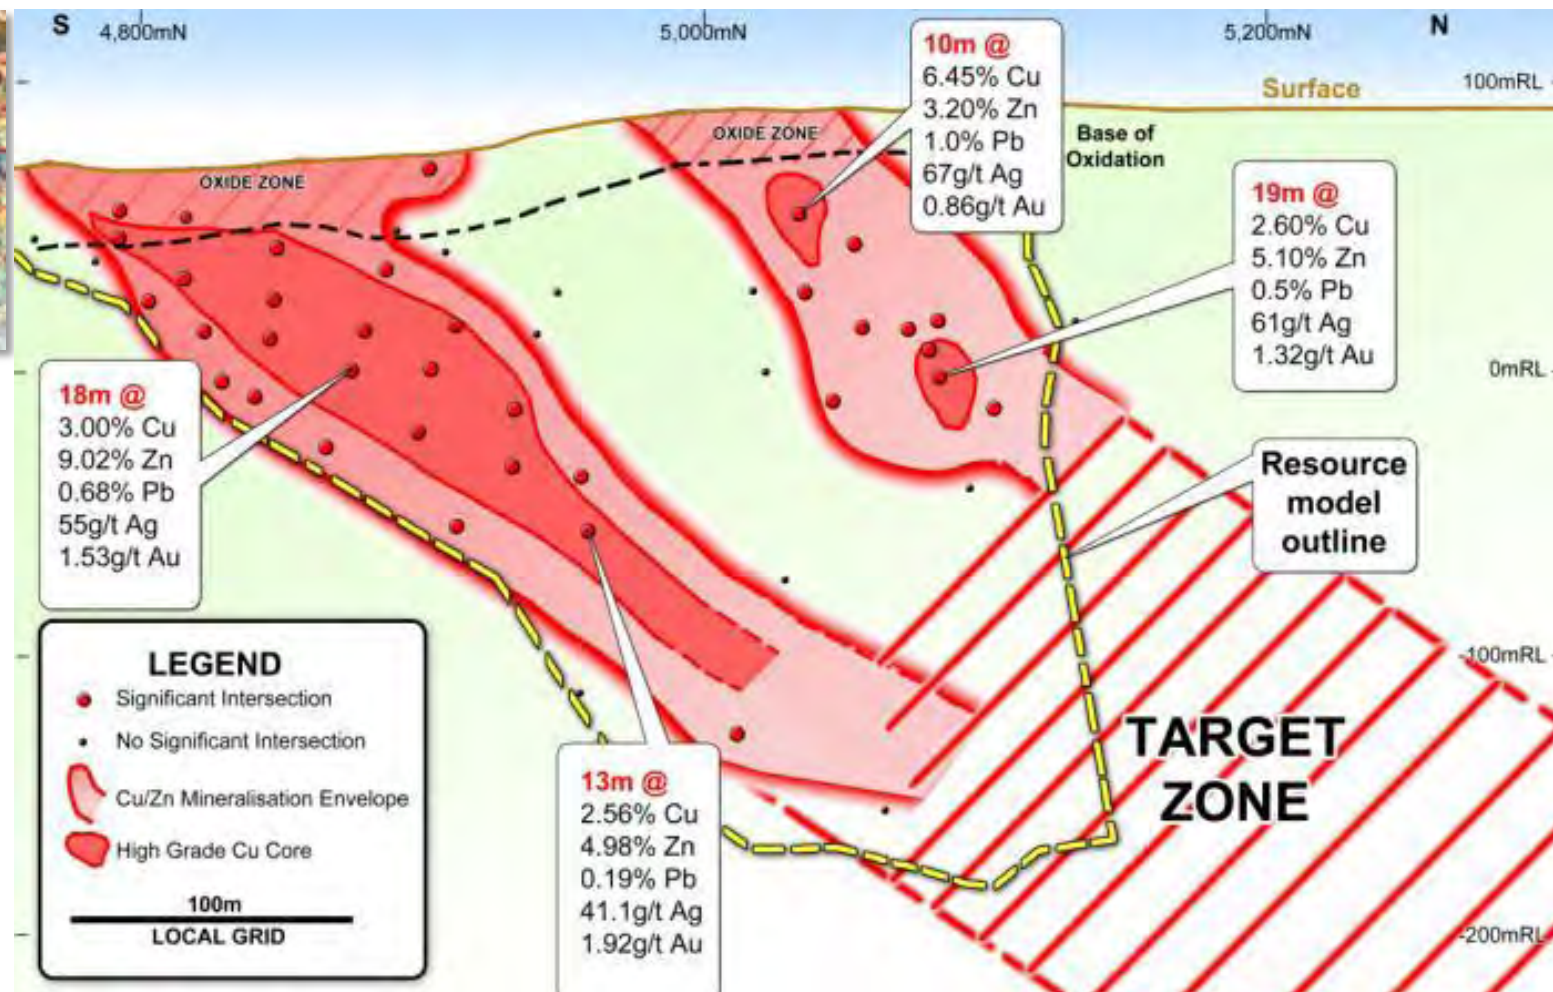 S
4,800mN
5,000mN
5,200mN
N
100mRL
Surface
10m @
6.45% Cu
3.20% Zn
1.0% Pb
67g/t Ag
0.86g/t Au
OXIDE ZONE
Base of
Oxidation
OXIDE ZONE
19m @
2.60% Cu
5.10% Zn
0.5% Pb
61g/t Ag
1.32g/t Au
0mRL
18m @
3.00% Cu
9.02% Zn
0.68% Pb
55g/t Ag
1.53g/t Au
Resource
model
outline
LEGEND
Significant Intersection
No Significant Intersection
Cu/Zn Mineralisation Envelope
High Grade Cu Core
100m
LOCAL GRID
-100mRL
TARGET
ZONE
13m @
2.56% Cu
4.98% Zn
0.19% Pb
41.1g/t Ag
1.92g/t Au
-200mRL